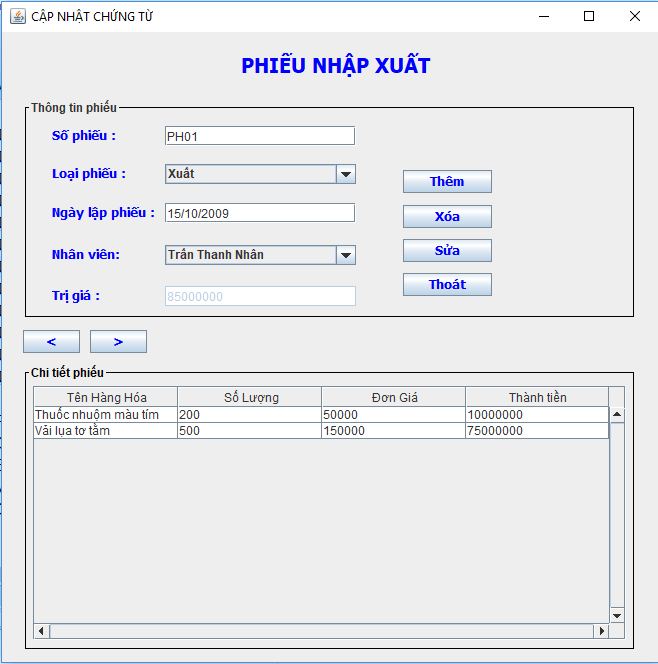 CẬP NHẬT CHỨNG TỪ
PHIẾU NHẬP XUẤT
Thông tin phiếu
Số phiếu : PH01
Loại phiếu : Xuất
Thêm
Ngày lập phiếu : 15/10/2009
Xóa
Nhân viên: Trần Thanh Nhân
Sửa
Trị giá : 85000000
Thoát
< >
Chi tiết phiếu
Tên Hàng Hóa Số Lượng Đơn Giá Thành tiền
Thuốc nhuộm màu tím 200 50000 10000000
Vải lụa tơ tằm 500 150000 75000000